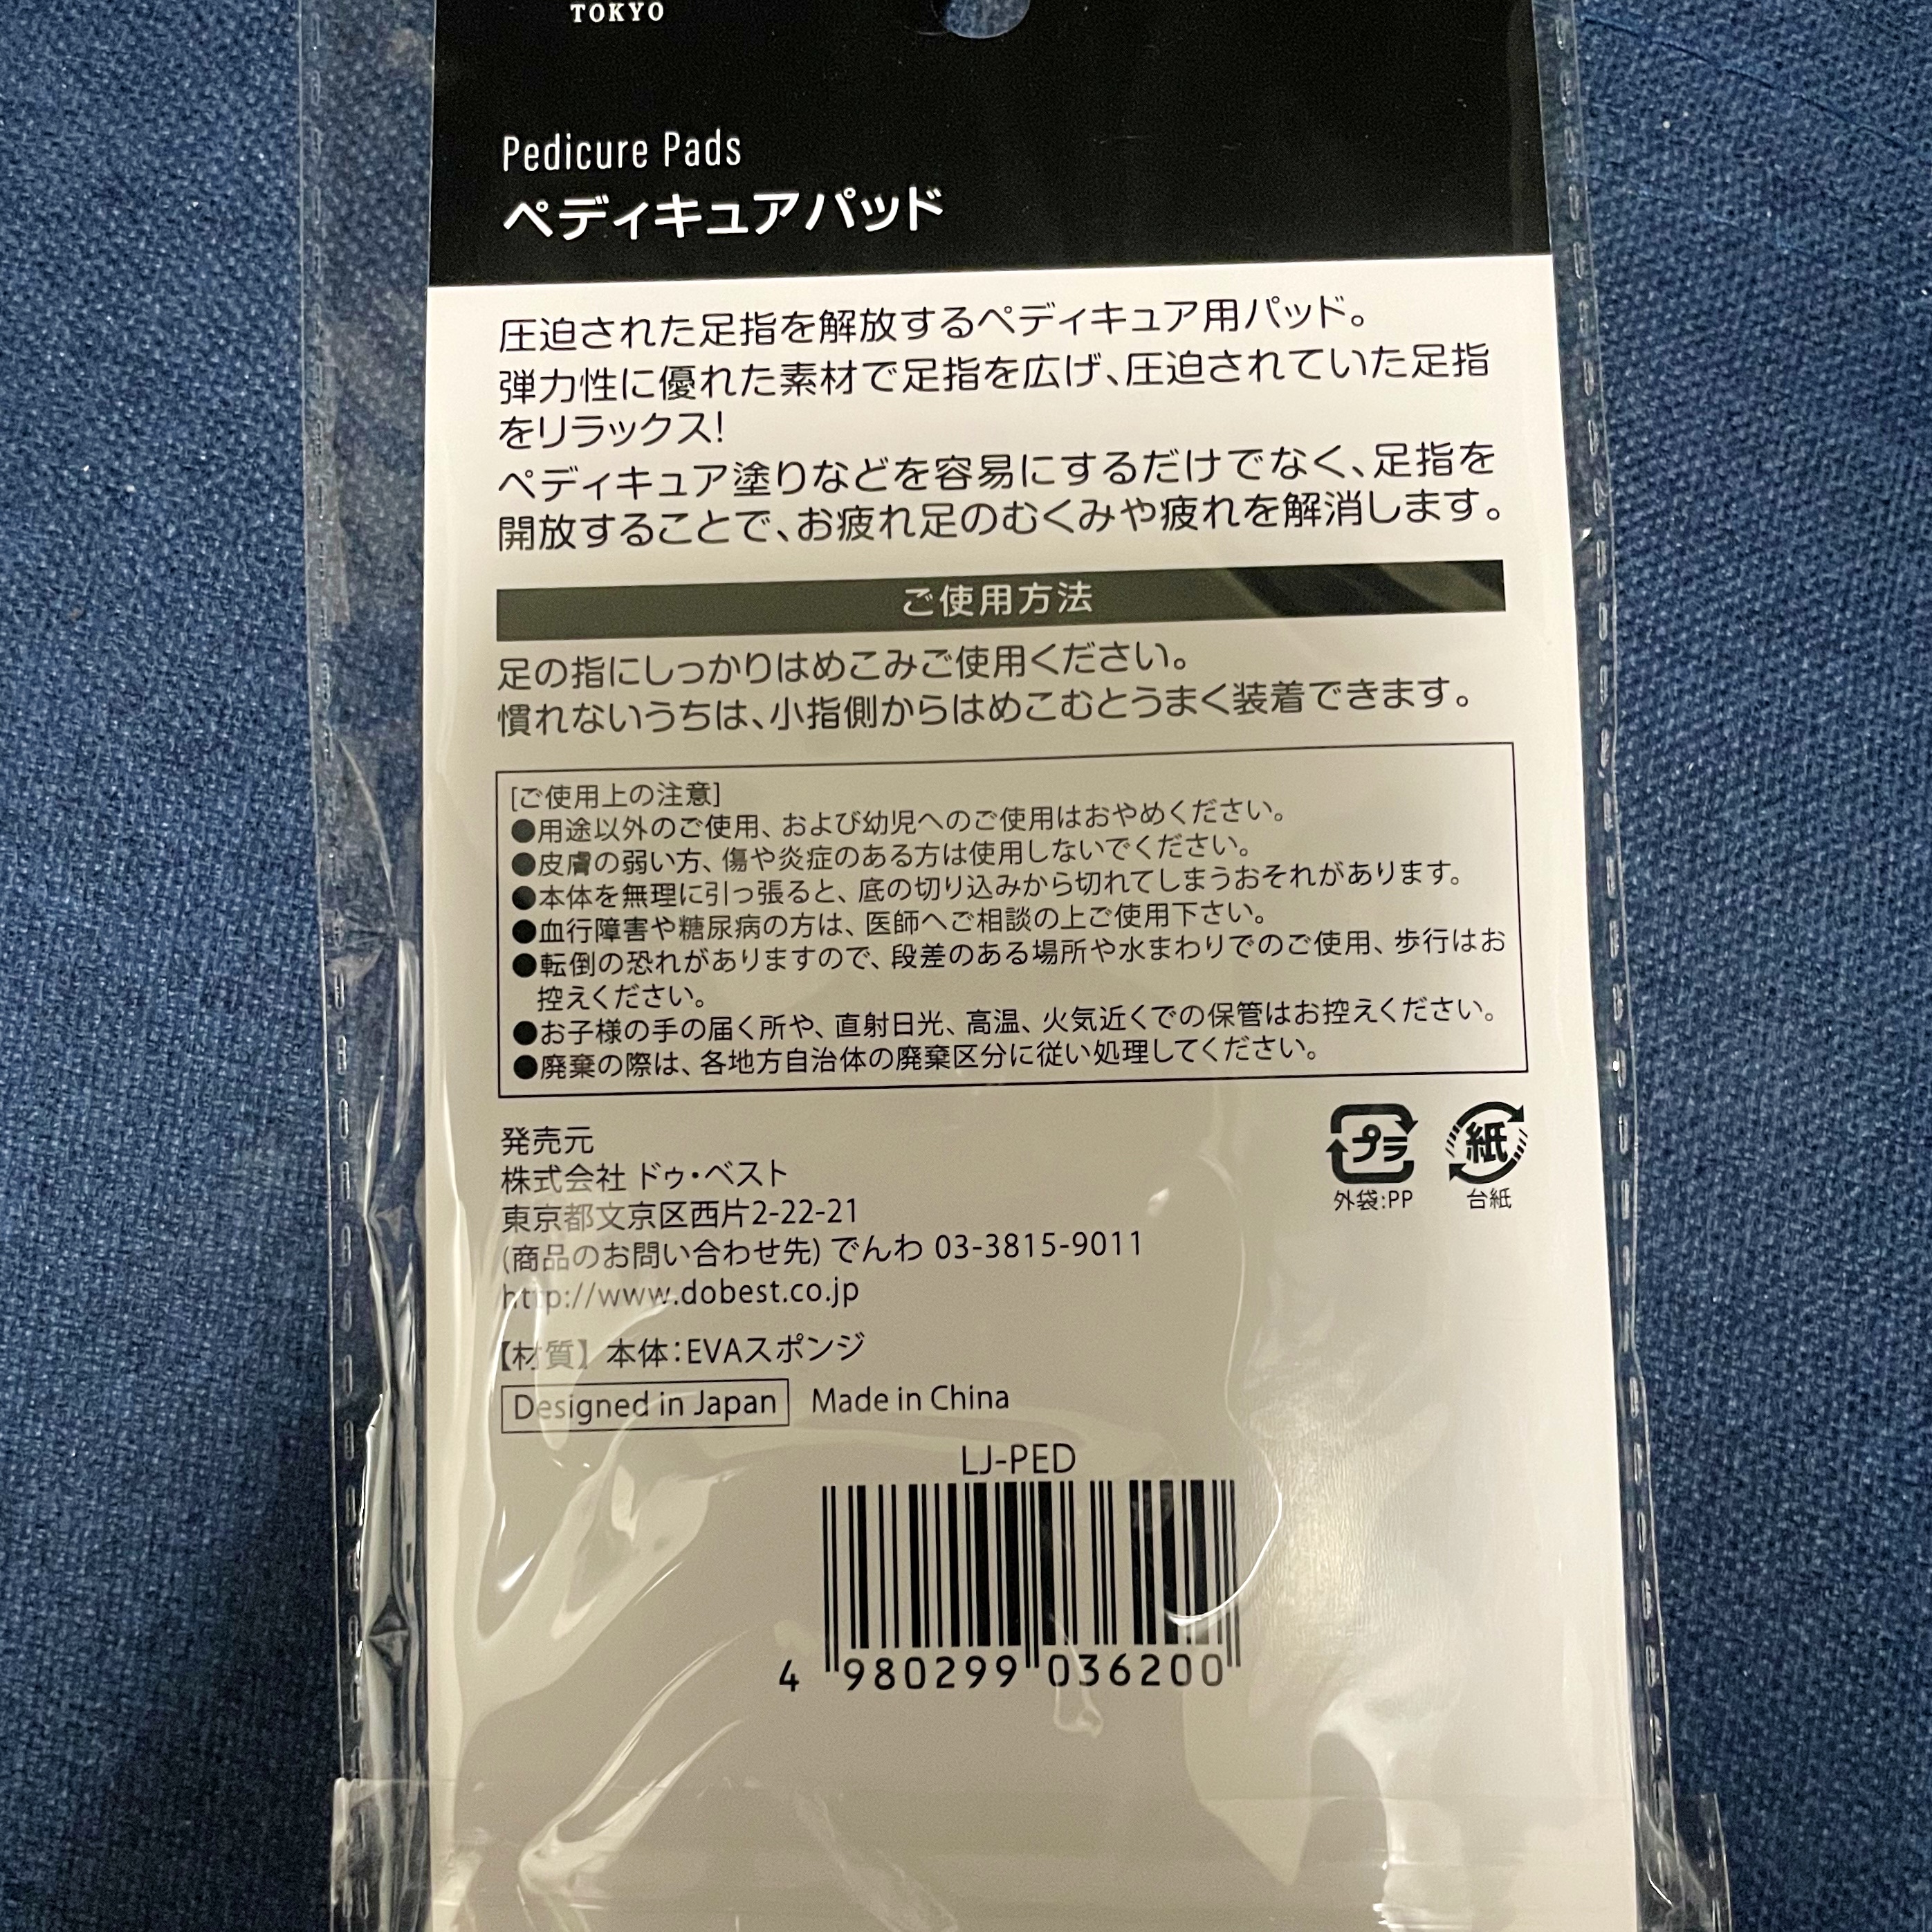 TOKYO
Pedicure Pads
ペディキュアパッド
圧迫された足指を解放するペディキュア用パッド。
弾力性に優れた素材で足指を広げ、圧迫されていた足指
をリラックス!
ペディキュア塗りなどを容易にするだけでなく、足指を
開放することで、お疲れ足のむくみや疲れを解消します。
ご使用方法
足の指にしっかりはめこみご使用ください。
慣れないうちは、小指側からはめこむとうまく装着できます。
[ご使用上の注意]
●用途以外のご使用、および幼児へのご使用はおやめください。
●皮膚の弱い方、傷や炎症のある方は使用しないでください。
●本体を無理に引っ張ると、底の切り込みから切れてしまうおそれがあります。
●血行障害や糖尿病の方は、医師へご相談の上ご使用下さい。
●転倒の恐れがありますので、段差のある場所や水まわりでのご使用、歩行はお
控えください。
●お子様の手の届く所や、直射日光、高温、火気近くでの保管はお控えください。
●廃棄の際は、各地方自治体の廃棄区分に従い処理してください。
発売元
株式会社 ドゥ・ベスト
東京都文京区西片2-22-21
(商品のお問い合わせ先) でんわ 03-3815-9011
http://www.dobest.co.jp
プラ 紙
外袋:PP 台紙
【材質】 本体:EVAスポンジ
Designed in Japan Made in China
LJ-PED
4 980299 036200